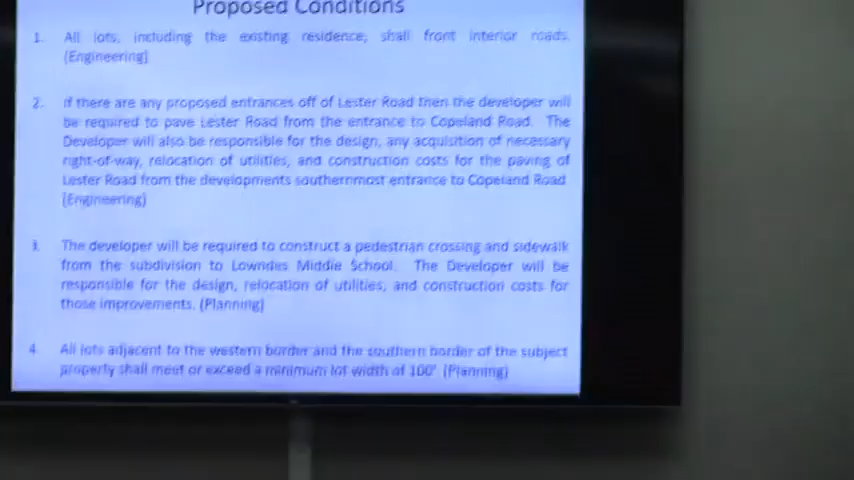 Proposed Conditions
1. All lots, including the existing residence, shall front interior roads.
(Engineering)
2. If there are any proposed entrances off of Lester Road then the developer will
be required to pave Lester Road from the entrance to Copeland Road. The
Developer will also be responsible for the design, any acquisition of necessary
right-of-way, relocation of utilities, and construction costs for the paving of
Lester Road from the developments southernmost entrance to Copeland Road
(Engineering)
3. The developer will be required to construct a pedestrian crossing and sidewalk
from the subdivision to Lowndes Middle School. The Developer will be
responsible for the design, relocation of utilities, and construction costs for
those improvements. (Planning)
4. All lots adjacent to the western border and the southern border of the subject
property shall meet or exceed a minimum lot width of 100' (Planning)